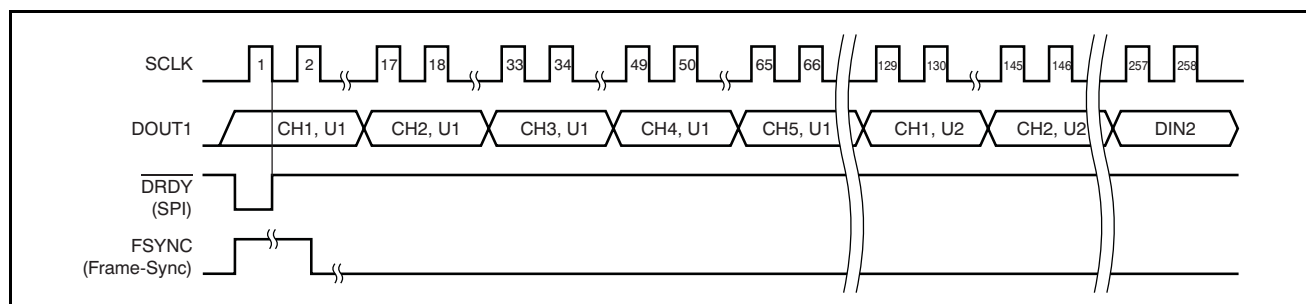 SCLK 1 2 17 18 33 34 49 50 65 66 129 130 145 146 257 258
DOUT1 CH1, U1 CH2, U1 CH3, U1 CH4, U1 CH5, U1 CH1, U2 CH2, U2 DIN2
DRDY
(SPI)
FSYNC
(Frame-Sync)